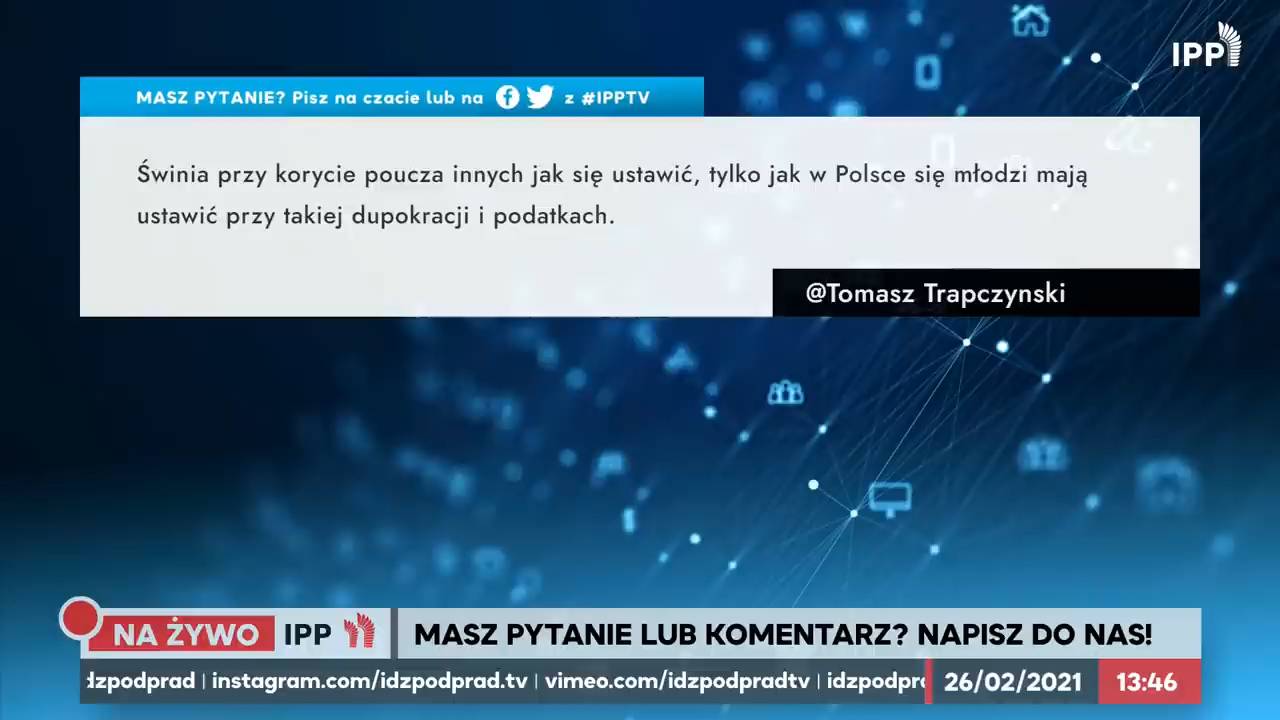 IPP
MASZ PYTANIE? Pisz na czacie lub na z #IPPTV
Świnia przy korycie poucza innych jak się ustawić, tylko jak w Polsce się młodzi mają
ustawić przy takiej dupokracji i podatkach.
@Tomasz Trapczynski
NA ŻYWO IPP MASZ PYTANIE LUB KOMENTARZ? NAPISZ DO NAS!
dzpodprad | instagram.com/idzpodprad.tv | vimeo.com/idzpodpradtv | idzpodpr 26/02/2021 13:46